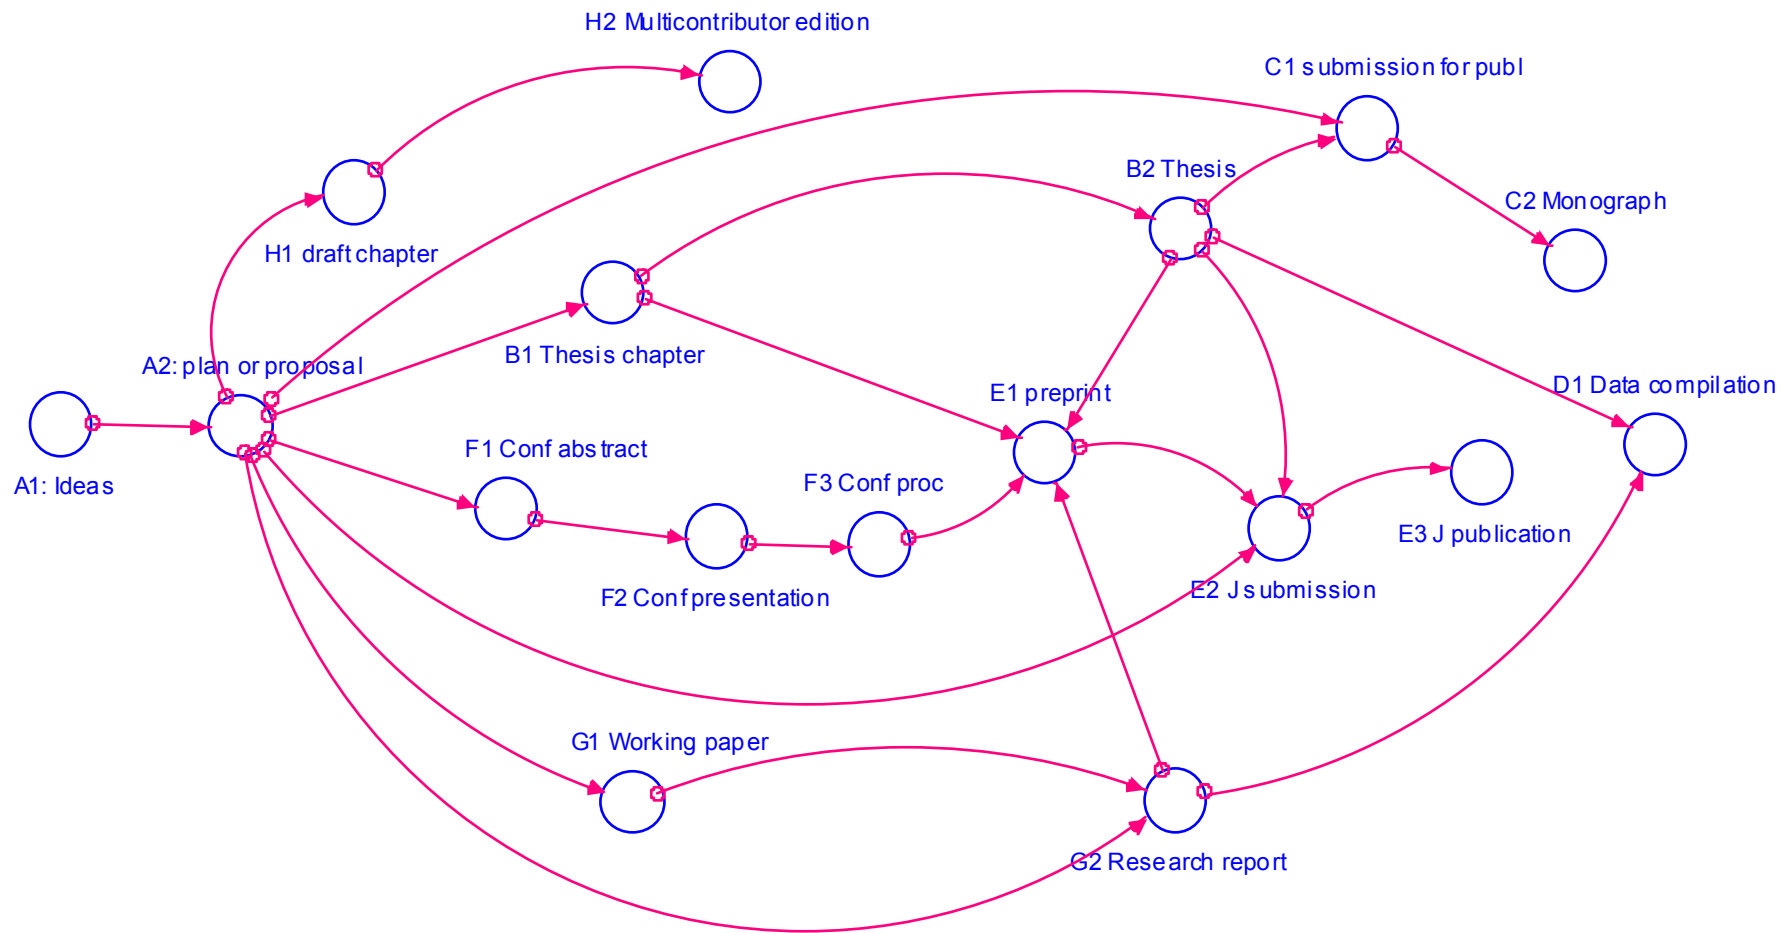 H2 Multicontributor edition
C1 submission for publ
B2 Thesis
C2 Monograph
H1 draft chapter
B1 Thesis chapter
A2: plan or proposal
E1 preprint
D1 Data compilation
A1: Ideas
F1 Conf abstract
F3 Conf proc
E3 J publication
F2 Conf presentation
E2 J submission
G1 Working paper
G2 Research report